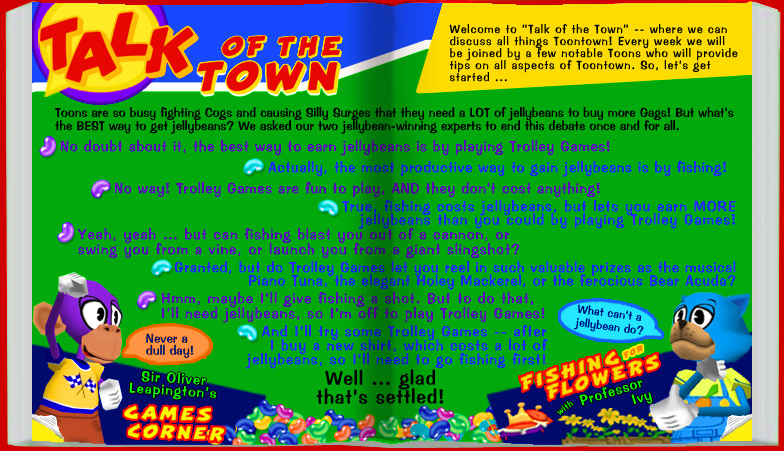 TALK OF THE TOWN
Welcome to "Talk of the Town" -- where we can
discuss all things Toontown! Every week we will
be joined by a few notable Toons who will provide
tips on all aspects of Toontown. So, let's get
started ...
Toons are so busy fighting Cogs and causing Silly Surges that they need a LOT of jellybeans to buy more Gags! But what's
the BEST way to get jellybeans? We asked our two jellybean-winning experts to end this debate once and for all.
No doubt about it, the best way to earn jellybeans is by playing Trolley Games!
Actually, the most productive way to gain jellybeans is by fishing!
No way! Trolley Games are fun to play, AND they don't cost anything!
True, fishing costs jellybeans, but lets you earn MORE
jellybeans than you could by playing Trolley Games!
Yeah, yeah ... but can fishing blast you out of a cannon, or
swing you from a vine, or launch you from a giant slingshot?
Granted, but do Trolley Games let you reel in such valuable prizes as the musical
Piano Tuna, the elegant Holey Mackerel, or the ferocious Bear Acuda?
Hmm, maybe I'll give fishing a shot. But to do that,
I'll need jellybeans, so I'm off to play Trolley Games!
And I'll try some Trolley Games -- after
I buy a new shirt, which costs a lot of
jellybeans, so I'll need to go fishing first!
Well ... glad
that's settled!
Never a
dull day!
Sir Oliver
Leapington's
GAMES
CORNER
What can't a
jellybean do?
FISHING FOR
FLOWERS
with Professor
Ivy